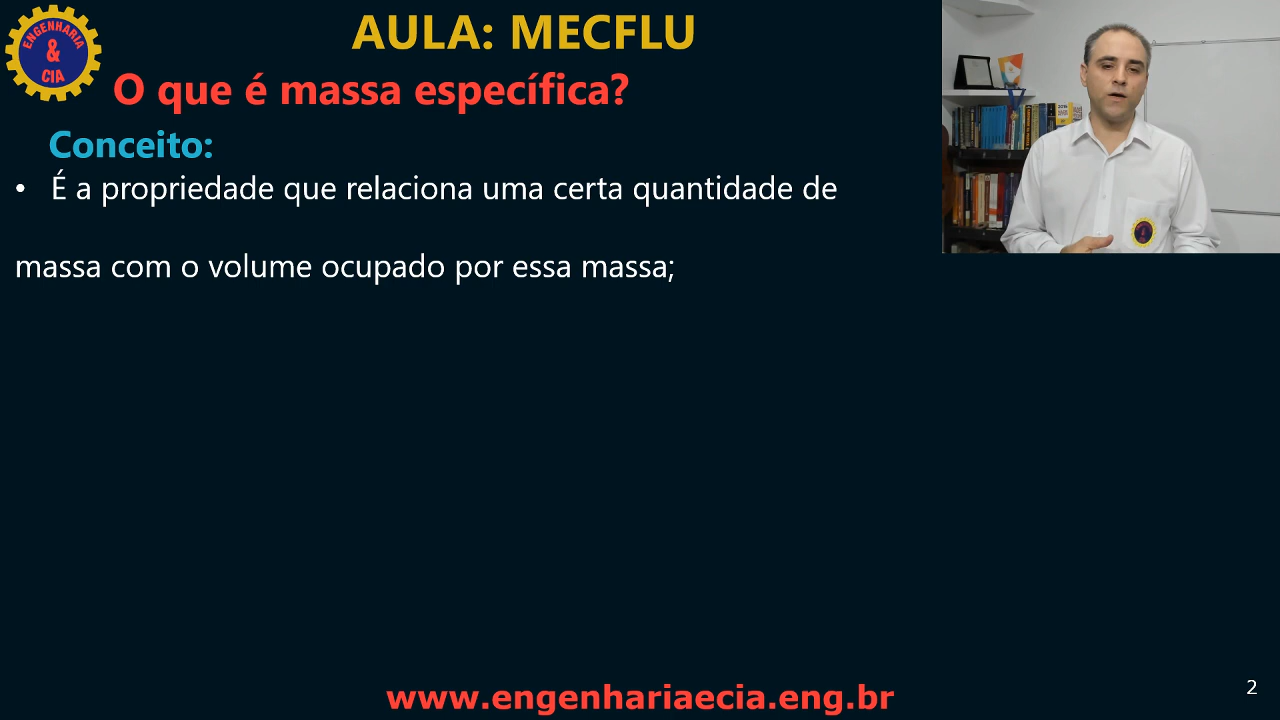 ENGENHARIA
&
CIA
AULA: MECFLU
O que é massa específica?
Conceito:
• É a propriedade que relaciona uma certa quantidade de
massa com o volume ocupado por essa massa;
www.engenhariaecia.eng.br
2